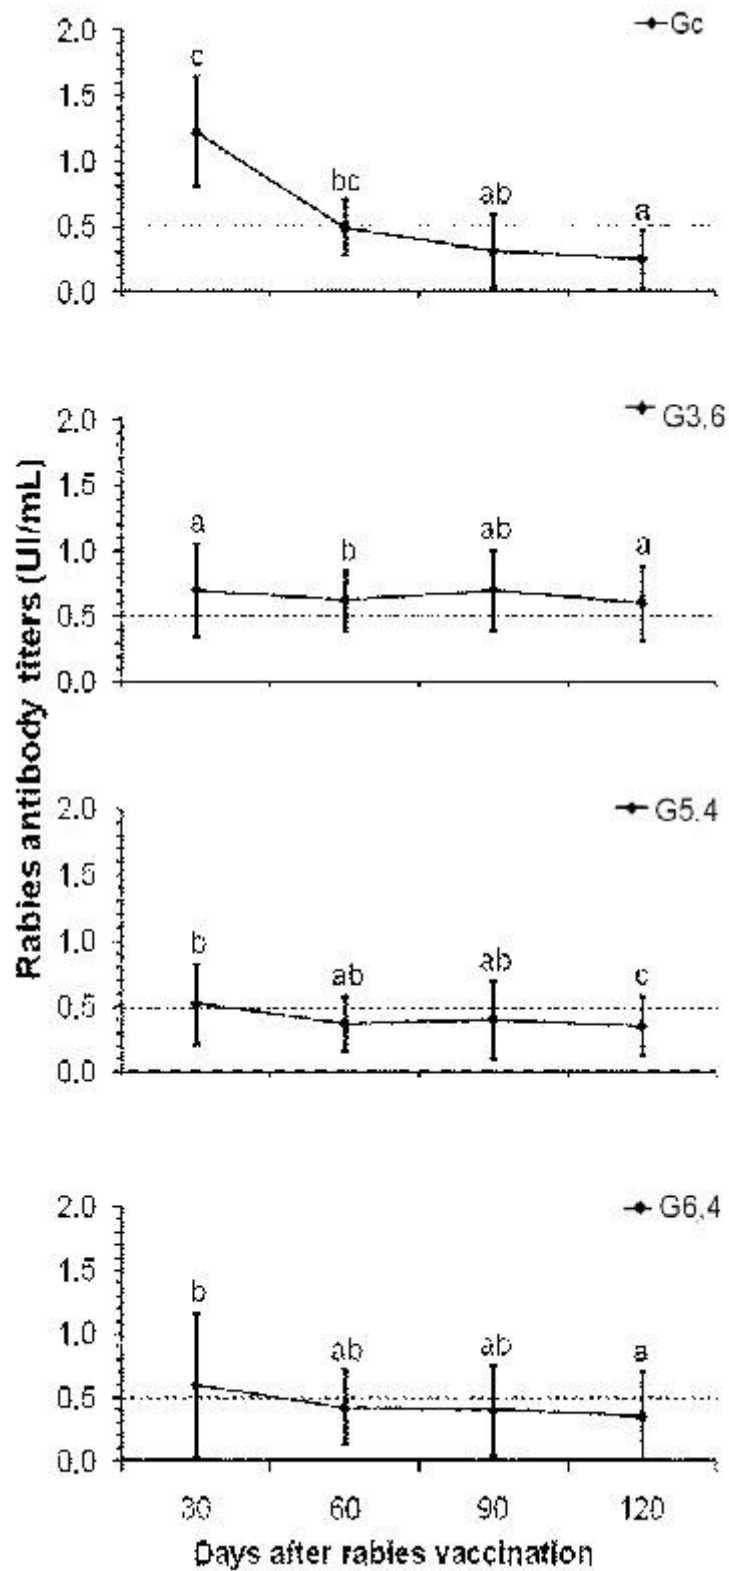 Gc
2.0
1.5
1.0
0.5
0.0
c
bc
ab
a
G3,6
2.0
1.5
1.0
0.5
0.0
a
b
ab
a
Rabies antibody titers (UI/mL)
G5.4
2.0
1.5
1.0
0.5
0.0
b
ab
ab
c
G6,4
2.0
1.5
1.0
0.5
0.0
b
ab
ab
a
30 60 90 120
Days after rabies vaccination